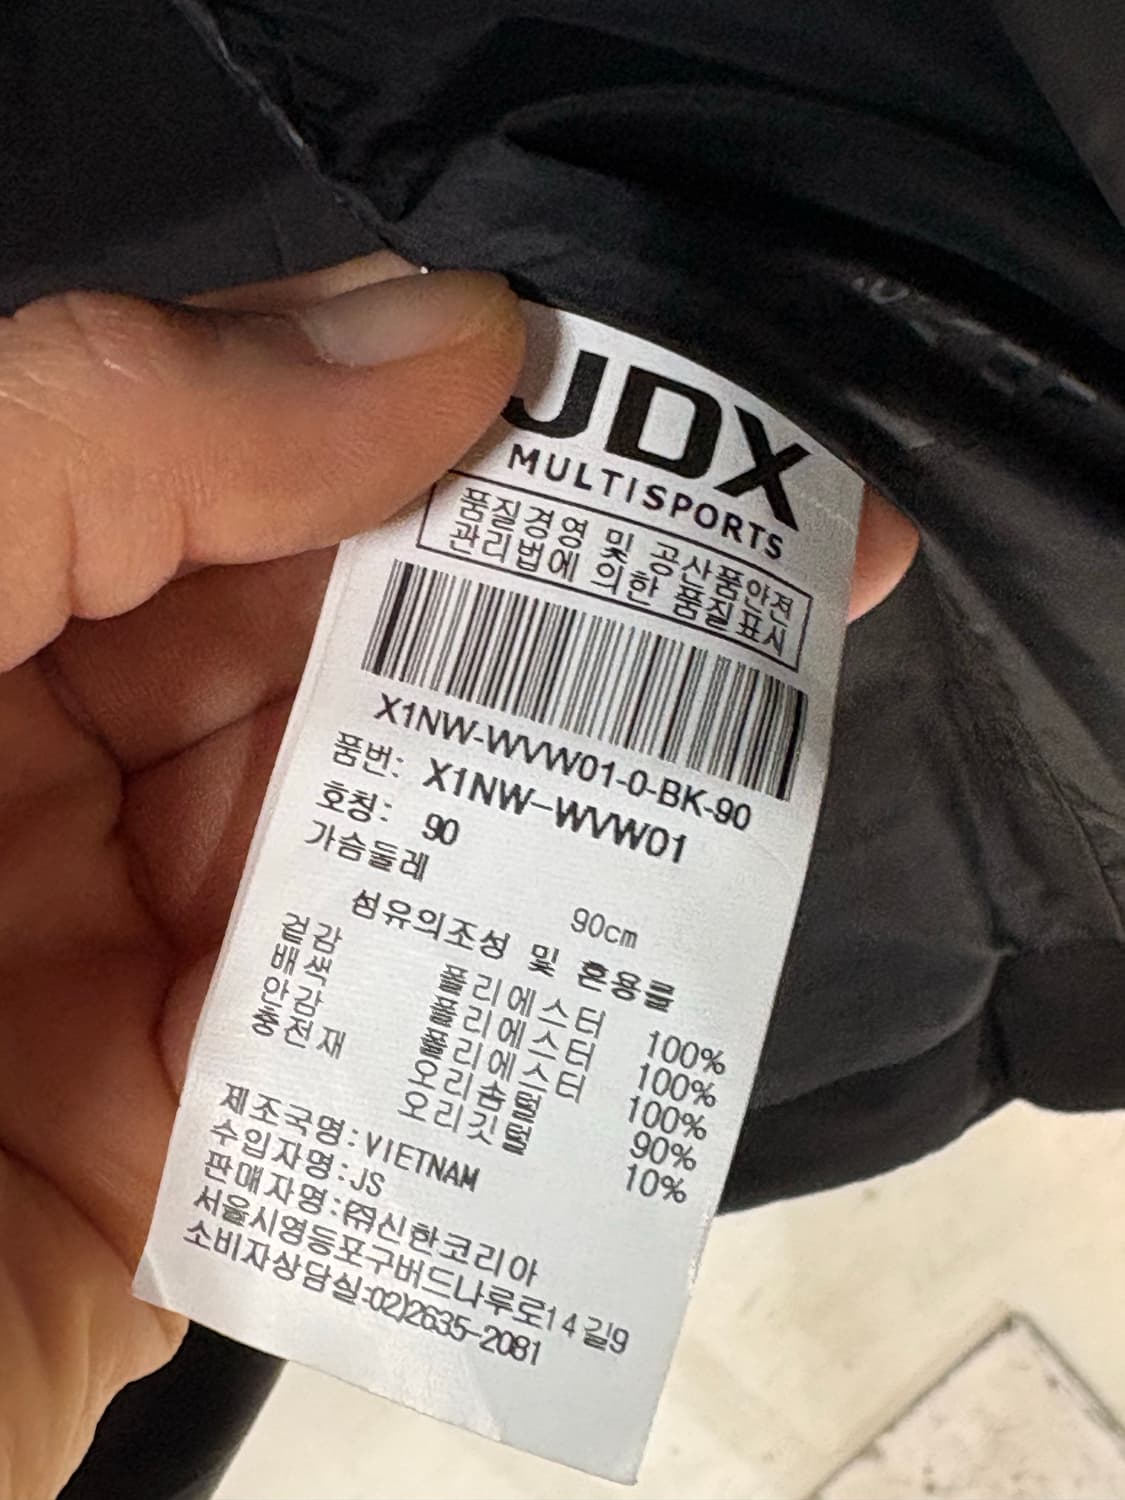 JDX
MULTISPORTS
품질경영 및 공산품안전
관리법에 의한 품질표시
X1NW-WVW01-0-BK-90
품번: X1NW-WVW01
호칭: 90
가슴둘레 90cm
섬유의조성 및 혼용률
겉감 폴리에스터 100%
배색 폴리에스터 100%
안감 폴리에스터 100%
충전재 오리솜털 90%
오리깃털 10%
제조국명:VIETNAM
수입자명:JS
판매자명:㈜신한코리아
서울시영등포구버드나루로14길9
소비자상담실:02)2635-2081